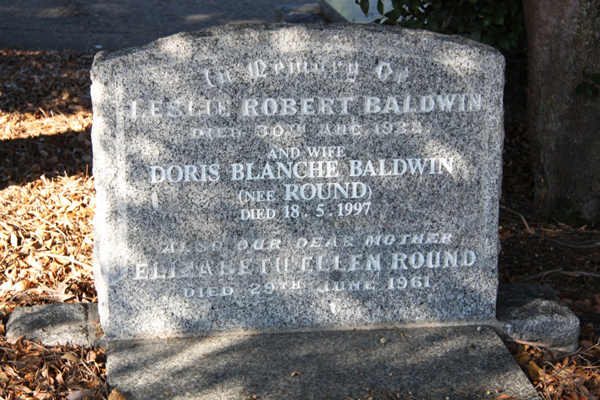 In Memory Of
LESLIE ROBERT BALDWIN
DIED 30TH AUG. 1932
AND WIFE
DORIS BLANCHE BALDWIN
(NEE ROUND)
DIED 18.5.1997
ALSO OUR DEAR MOTHER
ELIZABETH ELLEN ROUND
DIED 29TH JUNE 1961